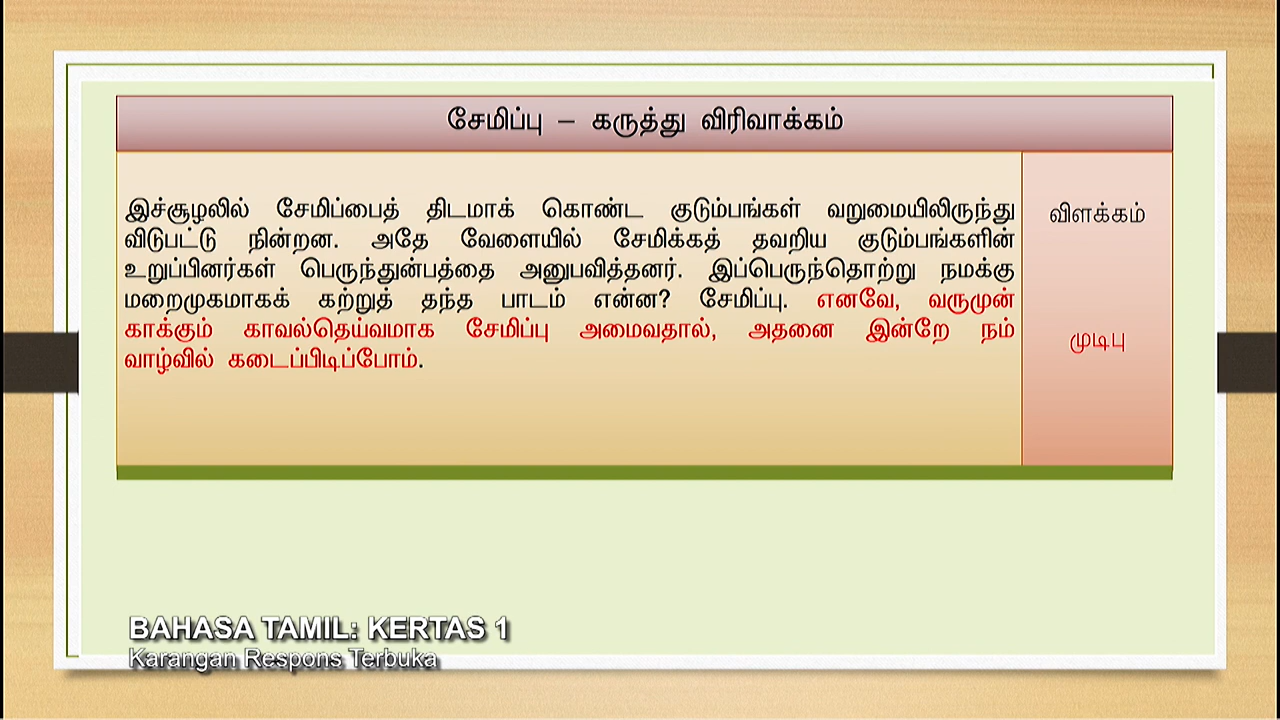 சேமிப்பு – கருத்து விரிவாக்கம்
இச்சூழலில் சேமிப்பைத் திடமாக் கொண்ட குடும்பங்கள் வறுமையிலிருந்து
விடுபட்டு நின்றன. அதே வேளையில் சேமிக்கத் தவறிய குடும்பங்களின்
உறுப்பினர்கள் பெருந்துன்பத்தை அனுபவித்தனர். இப்பெருந்தொற்று நமக்கு
மறைமுகமாகக் கற்றுத் தந்த பாடம் என்ன? சேமிப்பு. எனவே, வருமுன்
காக்கும் காவல்தெய்வமாக சேமிப்பு அமைவதால், அதனை இன்றே நம்
வாழ்வில் கடைப்பிடிப்போம்.
விளக்கம்
முடிபு
BAHASA TAMIL: KERTAS 1
Karangan Respons Terbuka